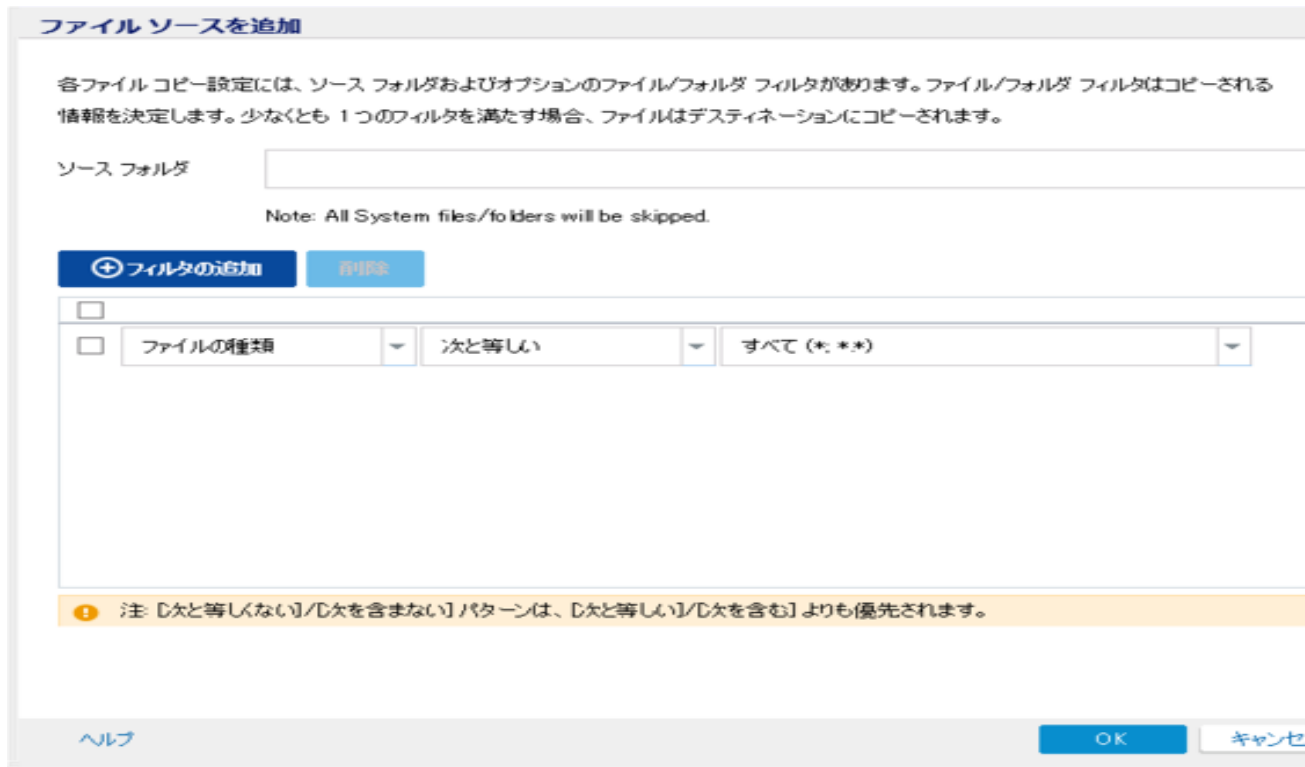 ファイル ソースを追加
各ファイル コピー設定には、ソース フォルダおよびオプションのファイル/フォルダ フィルタがあります。ファイル/フォルダ フィルタはコピーされる
情報を決定します。少なくとも 1 つのフィルタを満たす場合、ファイルはデスティネーションにコピーされます。
ソース フォルダ
Note: All System files/folders will be skipped.
フィルタの追加 削除
ファイルの種類 次と等しい すべて (*; *.*)
注: [次と等しくない]/[次を含まない] パターンは、[次と等しい]/[次を含む] よりも優先されます。
ヘルプ OK キャンセ